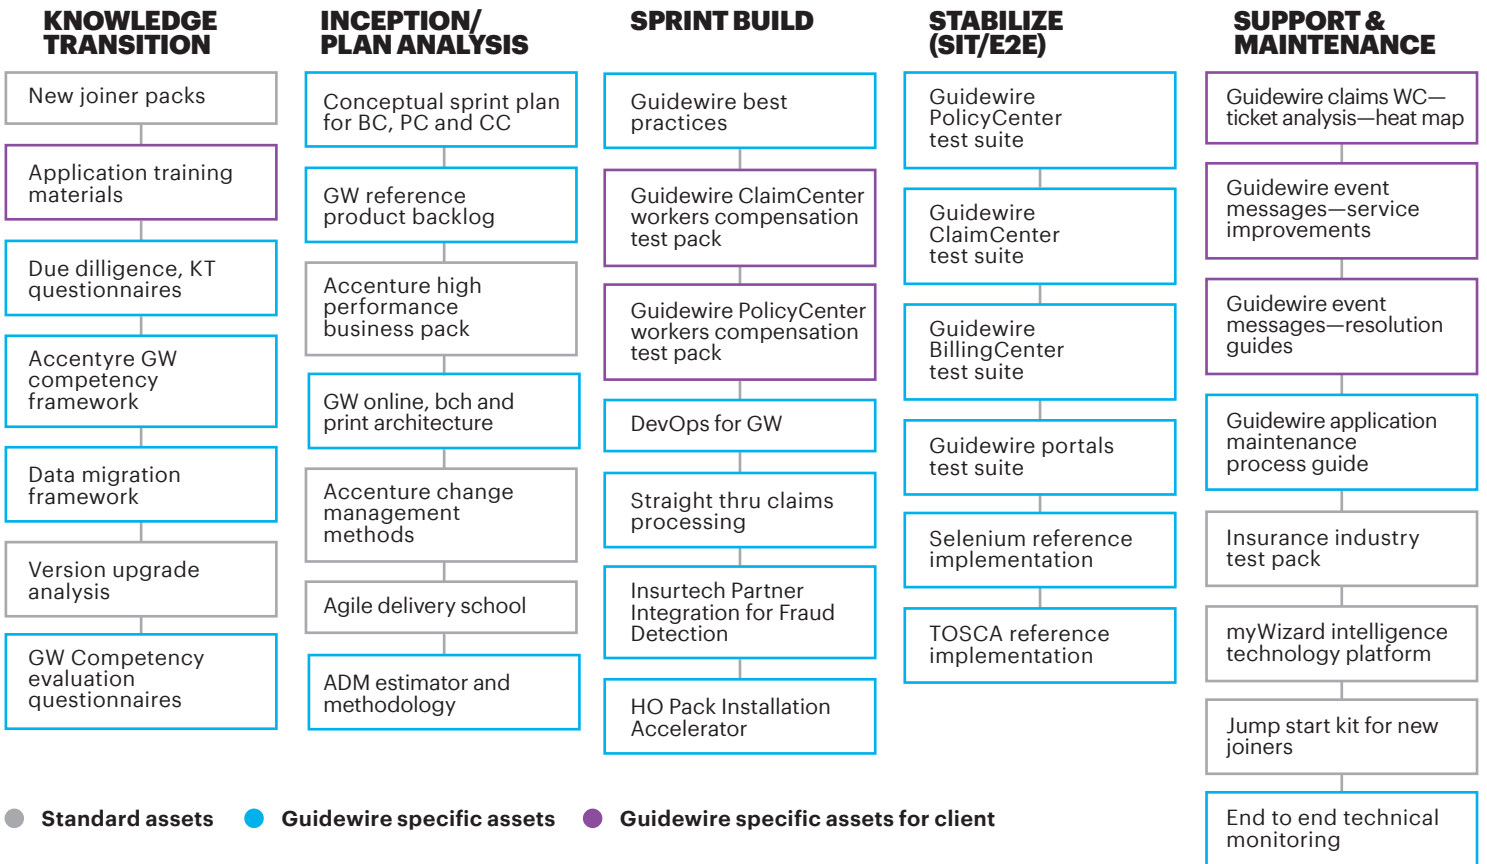 KNOWLEDGE
TRANSITION
New joiner packs
Application training
materials
Due dilligence, KT
questionnaires
Accentyre GW
competency
framework
Data migration
framework
Version upgrade
analysis
GW Competency
evaluation
questionnaires
INCEPTION/
PLAN ANALYSIS
Conceptual sprint plan
for BC, PC and CC
GW reference
product backlog
Accenture high
performance
business pack
GW online, bch and
print architecture
Accenture change
management
methods
Agile delivery school
ADM estimator and
methodology
SPRINT BUILD
Guidewire best
practices
Guidewire ClaimCenter
workers compensation
test pack
Guidewire PolicyCenter
workers compensation
test pack
DevOps for GW
Straight thru claims
processing
Insurtech Partner
Integration for Fraud
Detection
HO Pack Installation
Accelerator
STABILIZE
(SIT/E2E)
Guidewire
PolicyCenter
test suite
Guidewire
ClaimCenter
test suite
Guidewire
BillingCenter
test suite
Guidewire portals
test suite
Selenium reference
implementation
TOSCA reference
implementation
SUPPORT &
MAINTENANCE
Guidewire claims WC—
ticket analysis—heat map
Guidewire event
messages—service
improvements
Guidewire event
messages—resolution
guides
Guidewire application
maintenance
process guide
Insurance industry
test pack
myWizard intelligence
technology platform
Jump start kit for new
joiners
End to end technical
monitoring
Standard assets
Guidewire specific assets
Guidewire specific assets for client